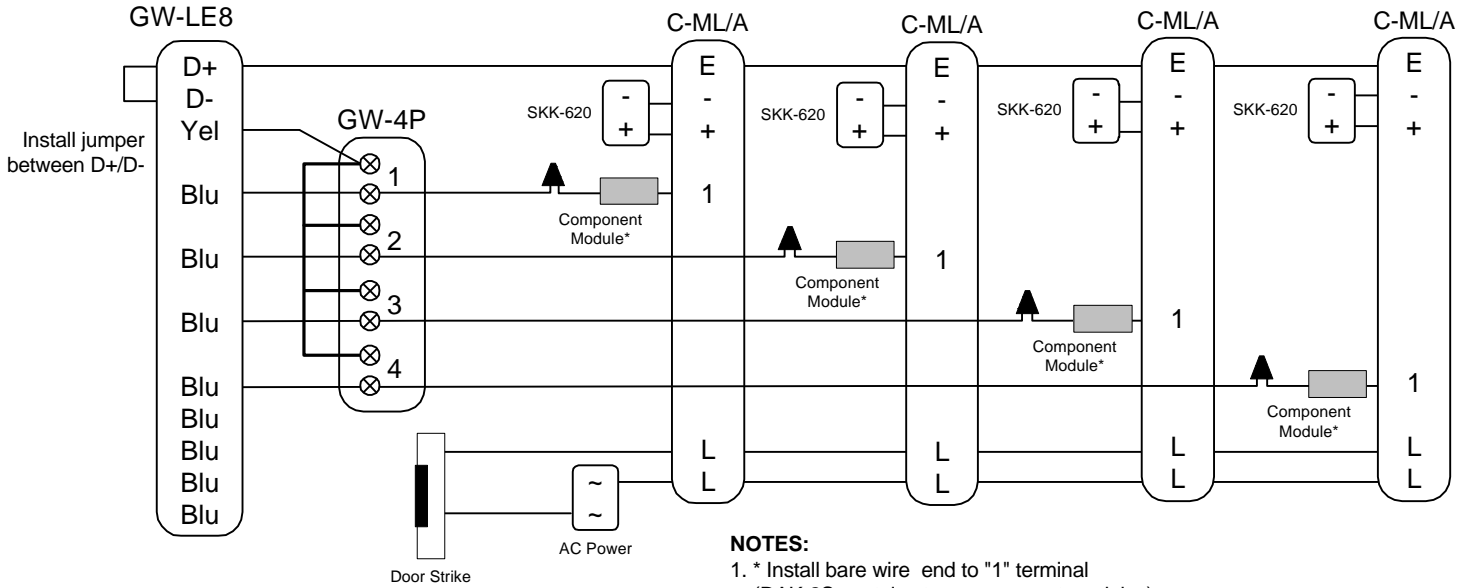 GW-LE8
C-ML/A
C-ML/A
C-ML/A
C-ML/A
D+
D-
Yel
Blu
Blu
Blu
Blu
Blu
Blu
Blu
Blu
Install jumper
between D+/D-
GW-4P
1
2
3
4
SKK-620
-
+
E
-
+
1
L
L
Component
Module*
SKK-620
-
+
E
-
+
1
L
L
Component
Module*
SKK-620
-
+
E
-
+
1
L
L
Component
Module*
SKK-620
-
+
E
-
+
1
L
L
Component
Module*
Door Strike
~
~
AC Power
NOTES:
1. * Install bare wire end to "1" terminal